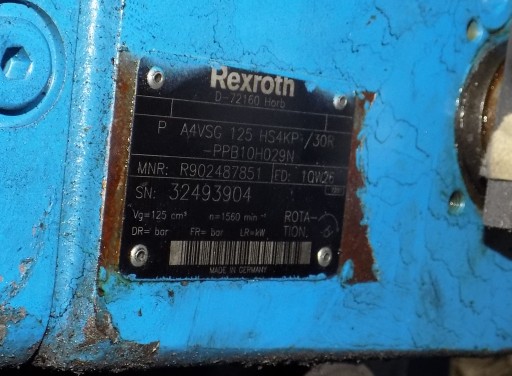 Rexroth
D-72160 Horb
P A4VSG 125 HS4KP-/30R
-PPB10H029N
MNR: R902487851 FD: 10W26
SN: 32493904
Vg=125 cm³ n=1560 min⁻¹ ROTA-
DR= bar FR= bar LR=kW TION.
MADE IN GERMANY